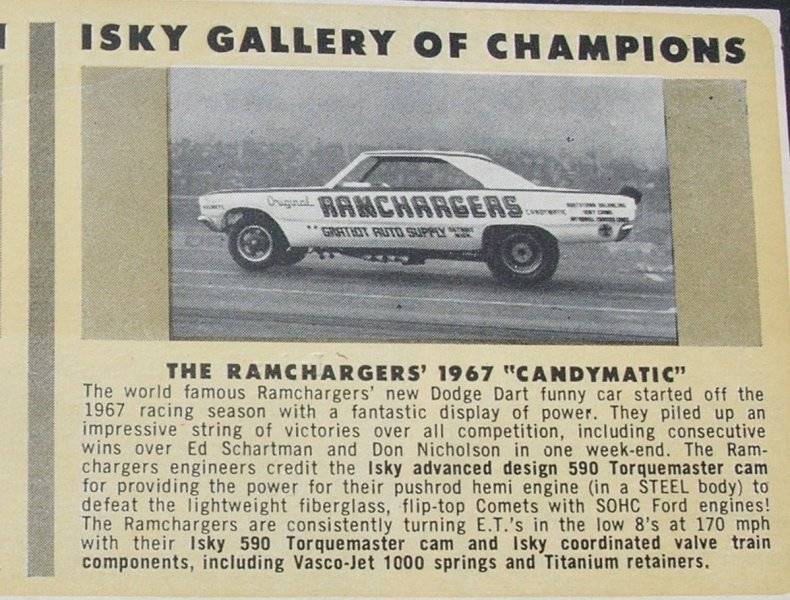 ISKY GALLERY OF CHAMPIONS
Original RAMCHARGERS CANDYMATIC
GRATIOT AUTO SUPPLY DETROIT MICH.
THE RAMCHARGERS' 1967 "CANDYMATIC"
The world famous Ramchargers' new Dodge Dart funny car started off the
1967 racing season with a fantastic display of power. They piled up an
impressive string of victories over all competition, including consecutive
wins over Ed Schartman and Don Nicholson in one week-end. The Ram-
chargers engineers credit the Isky advanced design 590 Torquemaster cam
for providing the power for their pushrod hemi engine (in a STEEL body) to
defeat the lightweight fiberglass, flip-top Comets with SOHC Ford engines!
The Ramchargers are consistently turning E.T.'s in the low 8's at 170 mph
with their Isky 590 Torquemaster cam and Isky coordinated valve train
components, including Vasco-Jet 1000 springs and Titanium retainers.